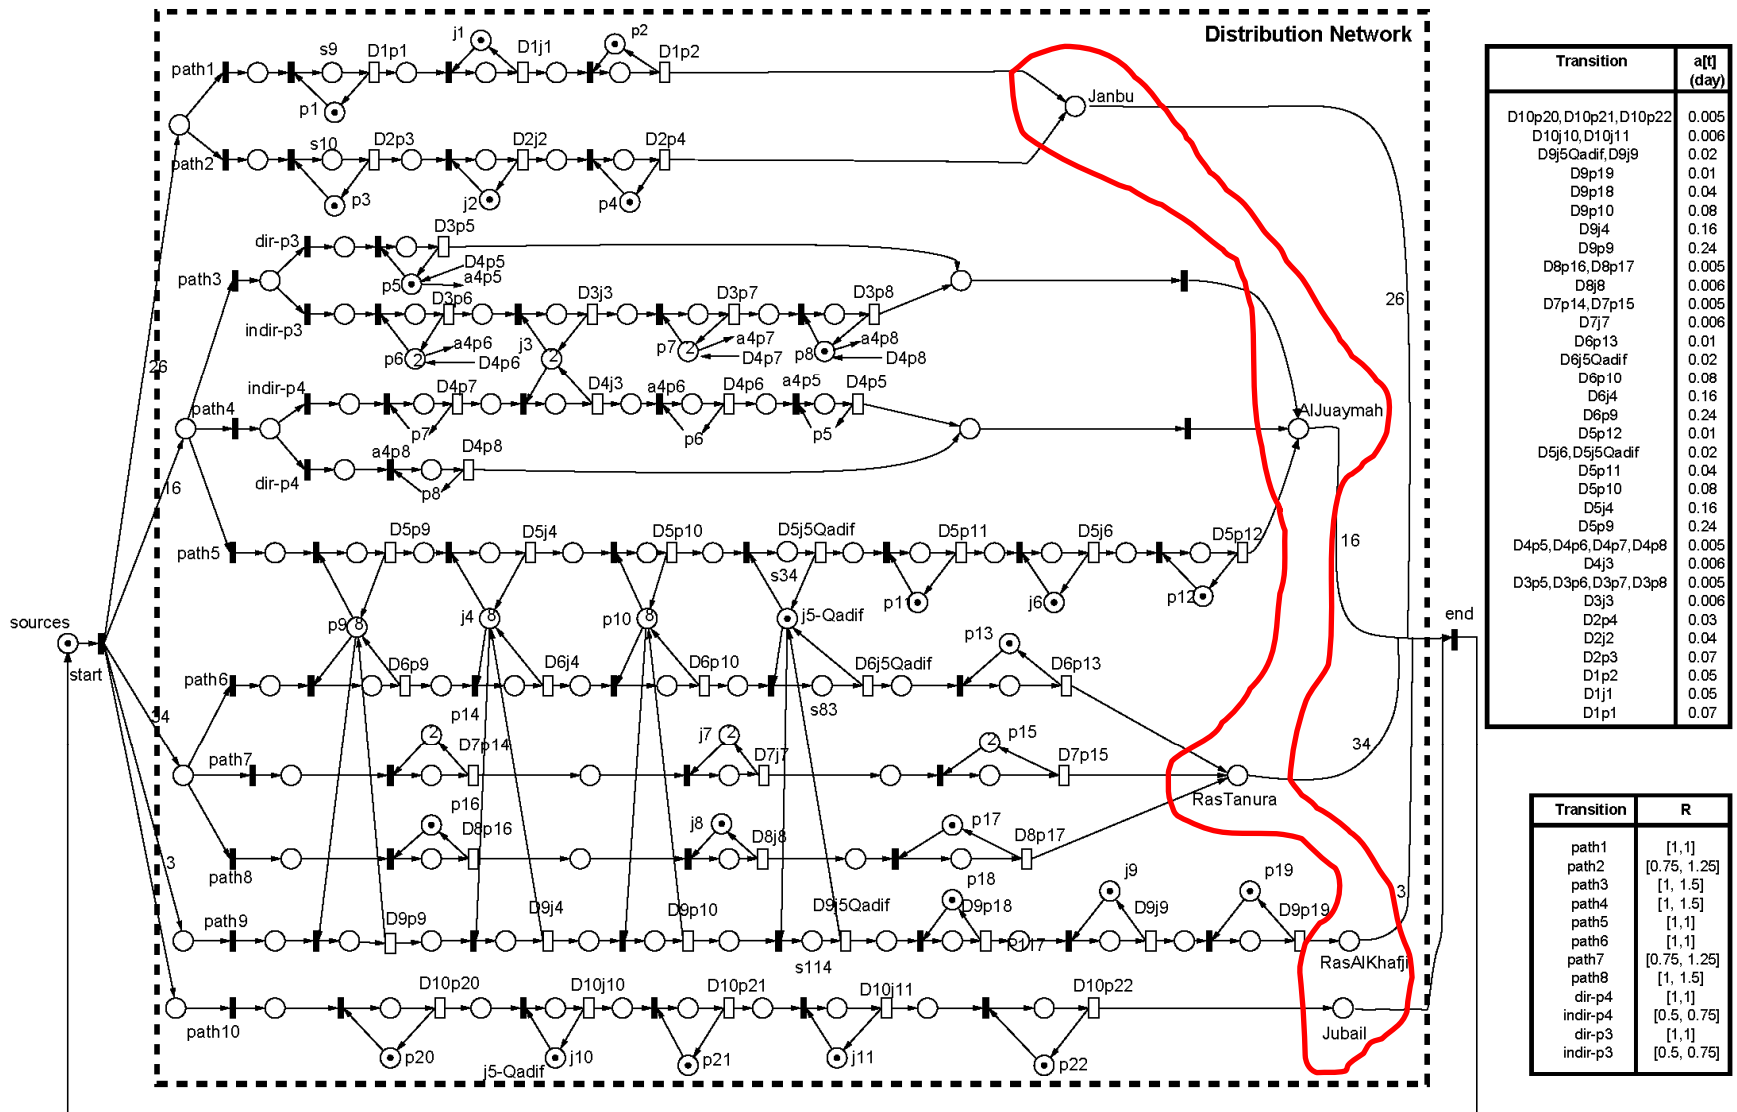 Distribution Network
j1
p2
s9
D1p1
D1j1
D1p2
path1
p1
Janbu
s10
D2p3
D2j2
D2p4
path2
p3
j2
p4
dir-p3
D3p5
D4p5
a4p5
path3
p5
D3p6
D3j3
D3p7
D3p8
26
indir-p3
a4p6
j3
2
a4p7
a4p8
p6
2
D4p6
p7
2
D4p7
p8
D4p8
26
indir-p4
D4p7
D4j3
a4p6
D4p6
a4p5
D4p5
path4
AlJuaymah
p7
p6
p5
a4p8
D4p8
dir-p4
p8
16
D5p9
D5j4
D5p10
D5j5Qadif
D5p11
D5j6
D5p12
16
path5
s34
p11
j6
p12
sources
p9
8
j4
8
p10
8
j5-Qadif
end
start
p13
D6p9
D6j4
D6p10
D6j5Qadif
D6p13
path6
s83
34
p14
2
j7
2
p15
2
D7p14
D7j7
D7p15
34
path7
RasTanura
p16
j8
p17
D8p16
D8j8
D8p17
3
path8
p18
j9
p19
3
D9p9
D9j4
D9p10
D9j5Qadif
D9p18
D9j9
D9p19
path9
P117
s114
RasAlKhafji
D10p20
D10j10
D10p21
D10j11
D10p22
path10
Jubail
p20
j10
p21
j11
p22
j5-Qadif
Transition a[t]
(day)
D10p20,D10p21,D10p22 0.005
D10j10,D10j11 0.006
D9j5Qadif,D9j9 0.02
D9p19 0.01
D9p18 0.04
D9p10 0.08
D9j4 0.16
D9p9 0.24
D8p16,D8p17 0.005
D8j8 0.006
D7p14,D7p15 0.005
D7j7 0.006
D6p13 0.01
D6j5Qadif 0.02
D6p10 0.08
D6j4 0.16
D6p9 0.24
D5p12 0.01
D5j6,D5j5Qadif 0.02
D5p11 0.04
D5p10 0.08
D5j4 0.16
D5p9 0.24
D4p5,D4p6,D4p7,D4p8 0.005
D4j3 0.006
D3p5,D3p6,D3p7,D3p8 0.005
D3j3 0.006
D2p4 0.03
D2j2 0.04
D2p3 0.07
D1p2 0.05
D1j1 0.05
D1p1 0.07
Transition R
path1 [1,1]
path2 [0.75, 1.25]
path3 [1, 1.5]
path4 [1, 1.5]
path5 [1,1]
path6 [1,1]
path7 [0.75, 1.25]
path8 [1, 1.5]
dir-p4 [1,1]
indir-p4 [0.5, 0.75]
dir-p3 [1,1]
indir-p3 [0.5, 0.75]